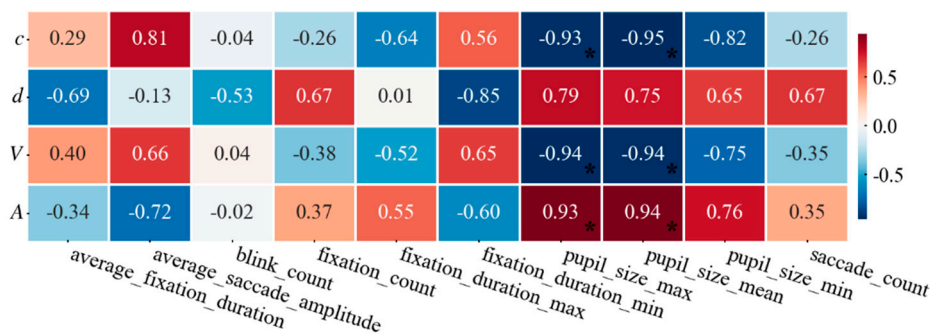 c 0.29 0.81 -0.04 -0.26 -0.64 0.56 -0.93 * -0.95 * -0.82 -0.26
d -0.69 -0.13 -0.53 0.67 0.01 -0.85 0.79 0.75 0.65 0.67
V 0.40 0.66 0.04 -0.38 -0.52 0.65 -0.94 * -0.94 * -0.75 -0.35
A -0.34 -0.72 -0.02 0.37 0.55 -0.60 0.93 * 0.94 * 0.76 0.35
average_fixation_duration
average_saccade_amplitude
blink_count
fixation_count
fixation_duration_max
fixation_duration_min
pupil_size_max
pupil_size_mean
pupil_size_min
saccade_count
0.5
0.0
-0.5